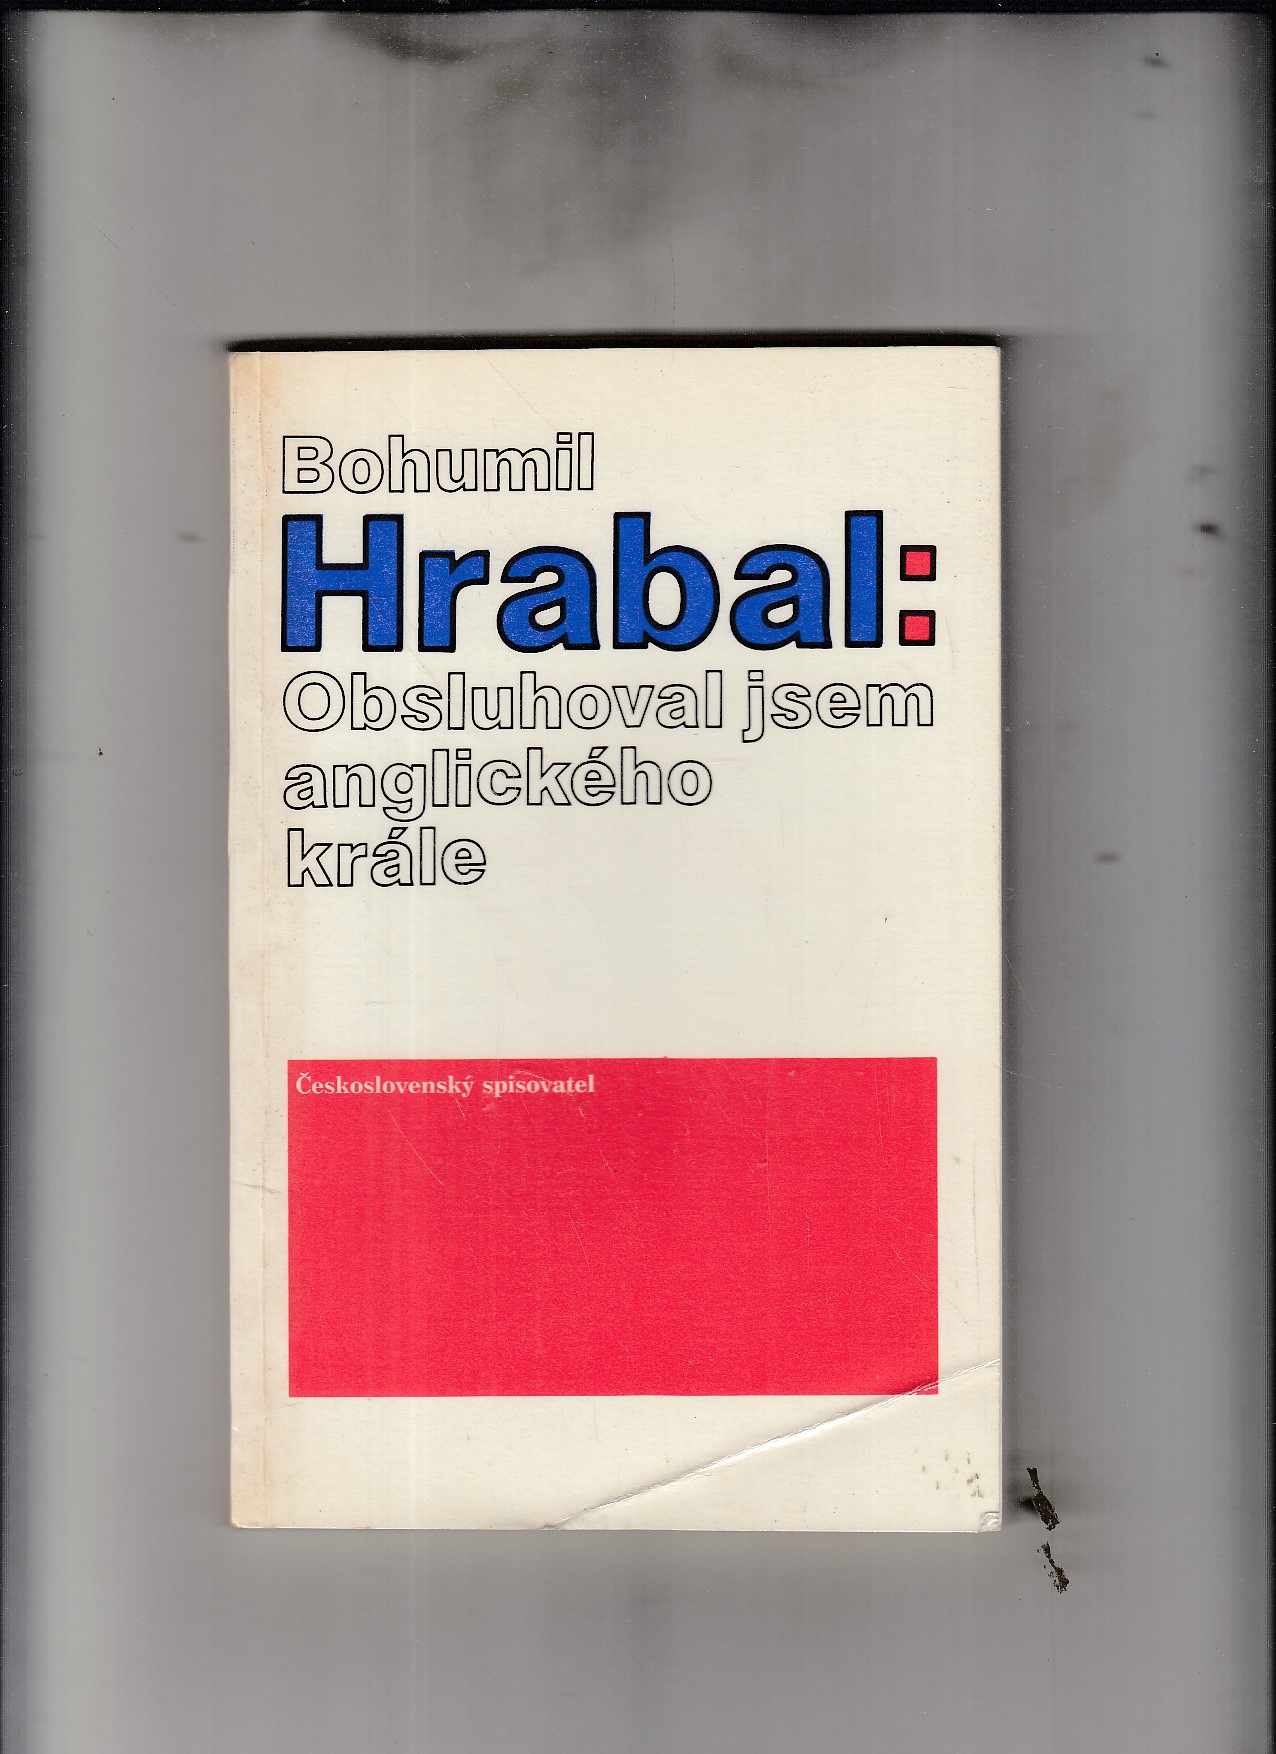 Bohumil
Hrabal:
Obsluhoval jsem
anglického
krále
Československý spisovatel